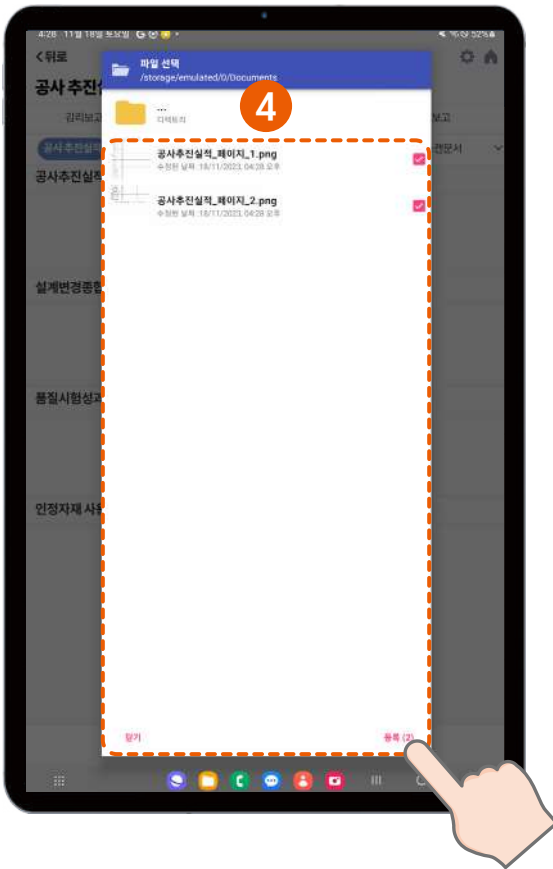 4:28 11월 18일 토요일
52%
뒤로
파일 선택
/storage/emulated/0/Documents
공사 추진
4
...
디렉토리
감리보고
보고
공사추진실적_페이지_1.png
수정된 날짜 :18/11/2023, 04:28 오후
공사추진실적
공사추진실적
공사추진실적_페이지_2.png
수정된 날짜 :18/11/2023, 04:28 오후
설계변경종합
품질시험성과
인정자재 사용
닫기
등록 (2)